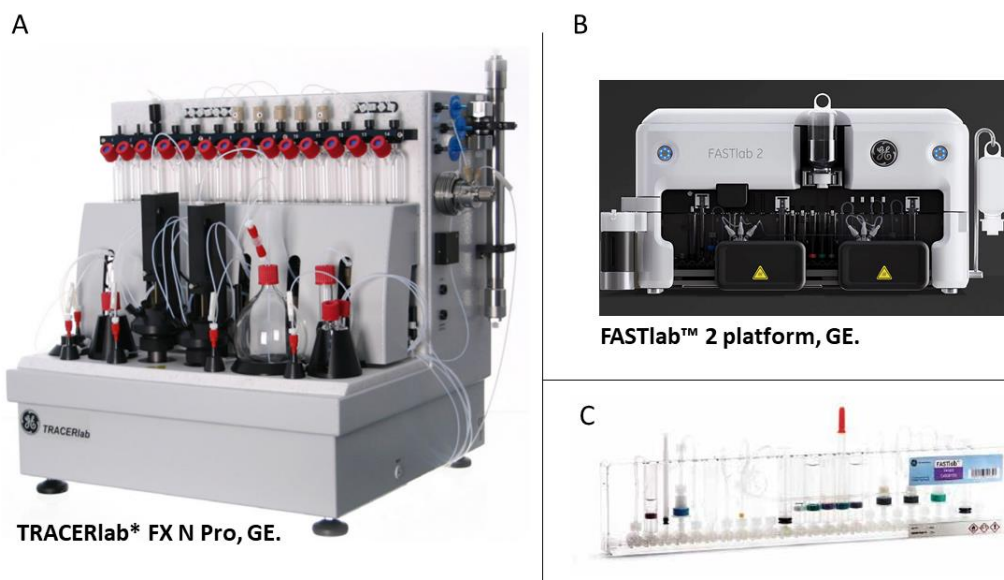 A
TRACERlab
TRACERlab* FX N Pro, GE.
B
FASTlab 2
FASTlab™ 2 platform, GE.
C
FASTlab